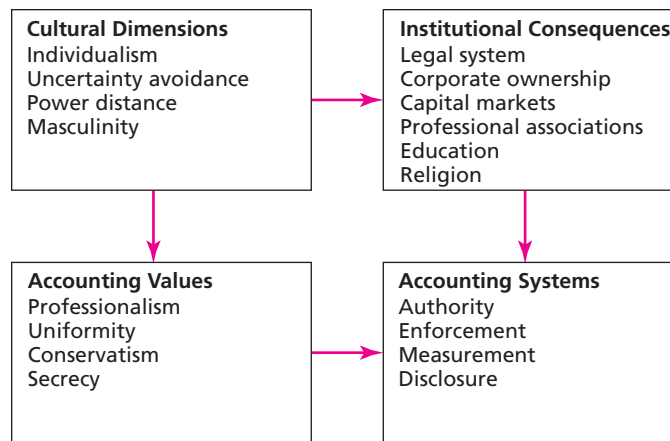 Cultural Dimensions
Individualism
Uncertainty avoidance
Power distance
Masculinity
Institutional Consequences
Legal system
Corporate ownership
Capital markets
Professional associations
Education
Religion
Accounting Values
Professionalism
Uniformity
Conservatism
Secrecy
Accounting Systems
Authority
Enforcement
Measurement
Disclosure